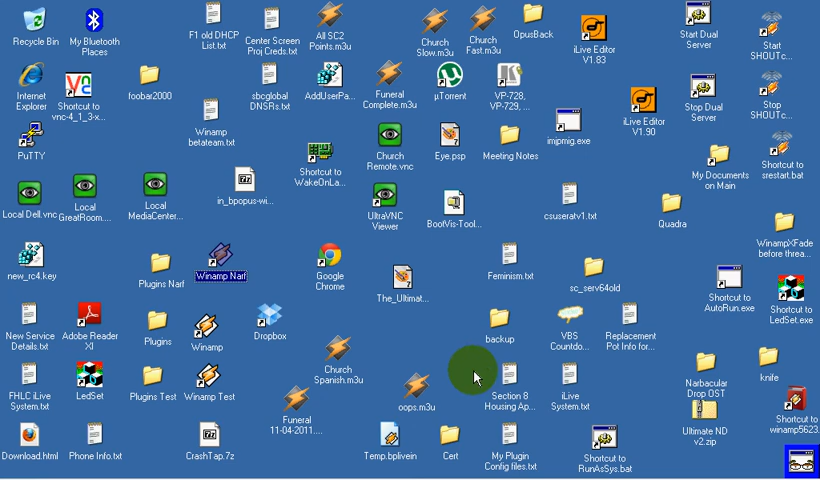 Recycle Bin
My Bluetooth
Places
F1 old DHCP
List.txt
Center Screen
Proj Creds.txt
All SC2
Points.m3u
Church
Slow.m3u
Church
Fast.m3u
OpusBack
iLive Editor
V1.83
Start Dual
Server
Start
SHOUTc...
Internet
Explorer
Shortcut to
vnc-4_1_3-x...
foobar2000
sbcglobal
DNSRs.txt
AddUserPa...
Funeral
Complete.m3u
µTorrent
VP-728,
VP-729, ...
iLive Editor
V1.90
Stop Dual
Server
Stop
SHOUTc...
PuTTY
Winamp
betateam.txt
Shortcut to
WakeOnLa...
Church
Remote.vnc
Eye.psp
Meeting Notes
imjpmig.exe
My Documents
on Main
Shortcut to
srestart.bat
Local Dell.vnc
Local
GreatRoom....
Local
MediaCenter...
in_bpopus-wi...
UltraVNC
Viewer
BootVis-Tool...
csuseratv1.txt
Quadra
WinampXFade
before threa...
new_rc4.key
Plugins Narf
Winamp Narf
Google
Chrome
The_Ultimat...
Feminism.txt
sc_serv64old
Shortcut to
AutoRun.exe
Shortcut to
LedSet.exe
New Service
Details.txt
Adobe Reader
XI
Plugins
Winamp
Dropbox
backup
VBS
Countdo...
Replacement
Pot Info for...
FHLC iLive
System.txt
LedSet
Plugins Test
Winamp Test
Church
Spanish.m3u
Funeral
11-04-2011....
oops.m3u
Section 8
Housing Ap...
iLive
System.txt
Narbacular
Drop OST
knife
Download.html
Phone Info.txt
CrashTap.7z
Temp.bplivein
Cert
My Plugin
Config files.txt
Shortcut to
RunAsSys.bat
Ultimate ND
v2.zip
Shortcut to
winamp5623...